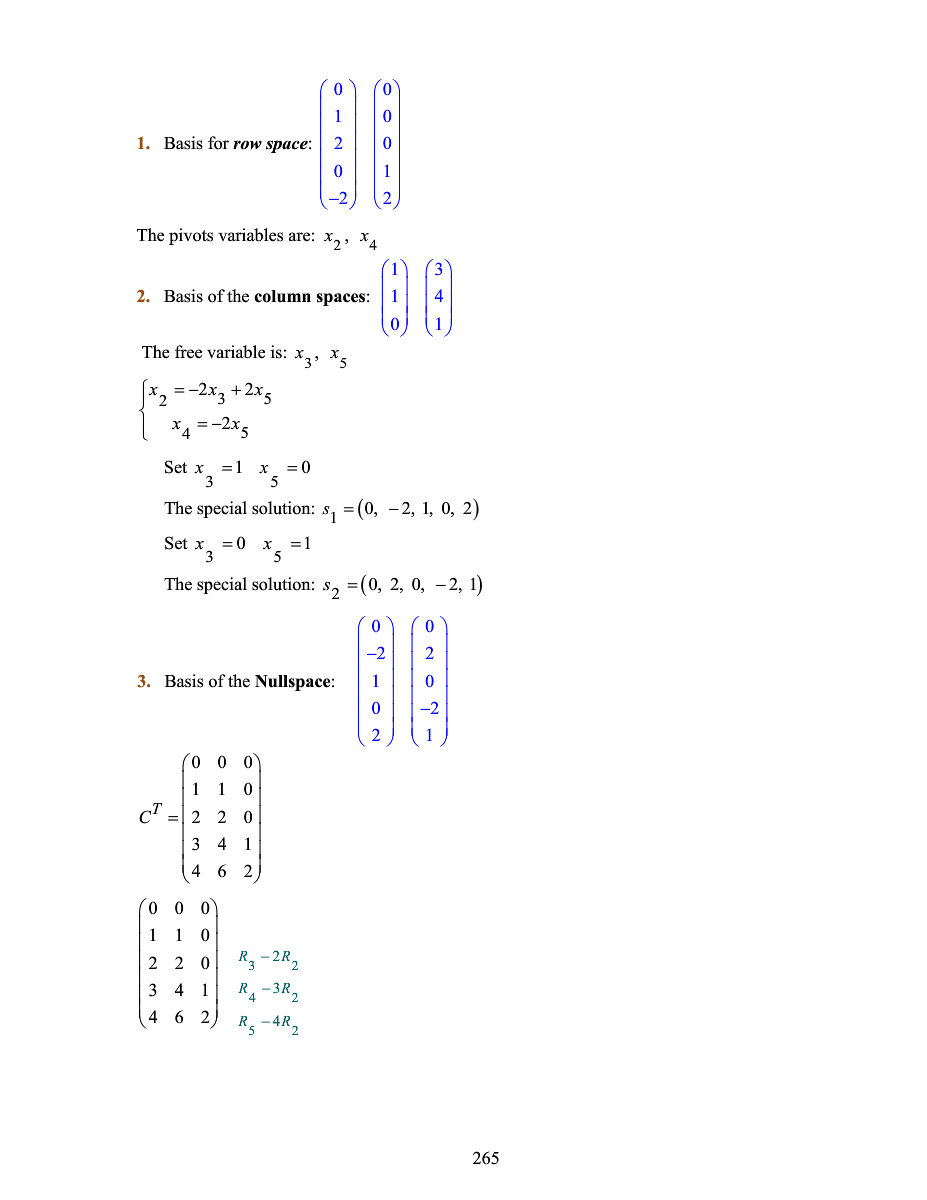 1. Basis for row space: $\begin{pmatrix} 0 \\ 1 \\ 2 \\ 0 \\ -2 \end{pmatrix} \begin{pmatrix} 0 \\ 0 \\ 0 \\ 1 \\ 2 \end{pmatrix}$
The pivots variables are: $x_2, \ x_4$
2. Basis of the column spaces: $\begin{pmatrix} 1 \\ 1 \\ 0 \end{pmatrix} \begin{pmatrix} 3 \\ 4 \\ 1 \end{pmatrix}$
The free variable is: $x_3, \ x_5$
$\begin{cases} x_2 = -2x_3 + 2x_5 \\ x_4 = -2x_5 \end{cases}$
Set $x_3 = 1 \quad x_5 = 0$
The special solution: $s_1 = (0, \ -2, \ 1, \ 0, \ 2)$
Set $x_3 = 0 \quad x_5 = 1$
The special solution: $s_2 = (0, \ 2, \ 0, \ -2, \ 1)$
3. Basis of the Nullspace: $\begin{pmatrix} 0 \\ -2 \\ 1 \\ 0 \\ 2 \end{pmatrix} \begin{pmatrix} 0 \\ 2 \\ 0 \\ -2 \\ 1 \end{pmatrix}$
$C^T = \begin{pmatrix} 0 & 0 & 0 \\ 1 & 1 & 0 \\ 2 & 2 & 0 \\ 3 & 4 & 1 \\ 4 & 6 & 2 \end{pmatrix}$
$\begin{pmatrix} 0 & 0 & 0 \\ 1 & 1 & 0 \\ 2 & 2 & 0 \\ 3 & 4 & 1 \\ 4 & 6 & 2 \end{pmatrix} \begin{matrix} R_3 - 2R_2 \\ R_4 - 3R_2 \\ R_5 - 4R_2 \end{matrix}$
265